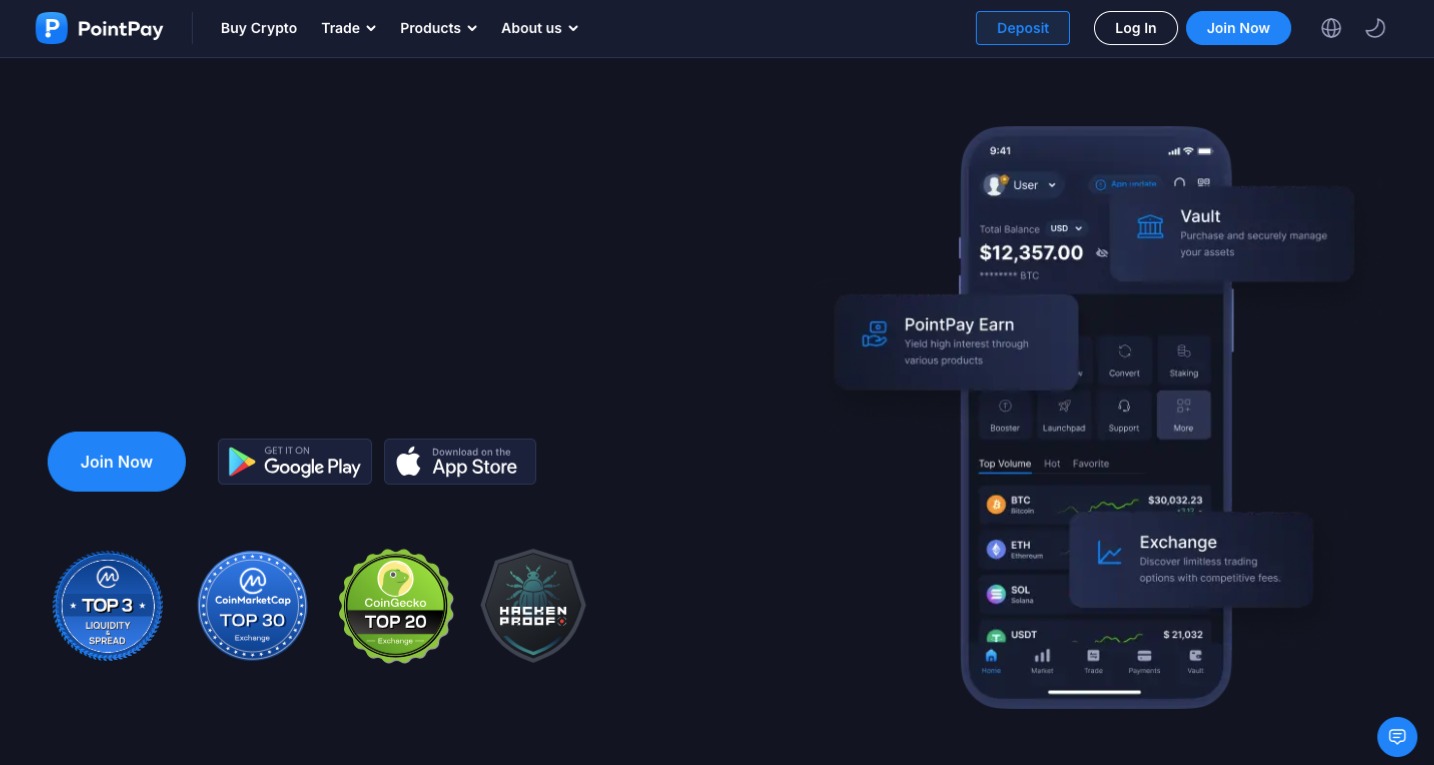 PointPay
Buy Crypto
Trade
Products
About us
Deposit
Log In
Join Now
Join Now
GET IT ON
Google Play
Download on the
App Store
TOP 3
LIQUIDITY
&
SPREAD
CoinMarketCap
TOP 30
Exchange
CoinGecko
TOP 20
Exchange
HACKEN
PROOF
9:41
User
App update
Total Balance
USD
$12,357.00
******** BTC
Vault
Purchase and securely manage
your assets
PointPay Earn
Yield high interest through
various products
Convert
Staking
Booster
Launchpad
Support
More
Top Volume
Hot
Favorite
BTC
Bitcoin
$30,032.23
ETH
Ethereum
SOL
Solana
Exchange
Discover limitless trading
options with competitive fees.
USDT
$ 21,032
Home
Market
Trade
Payments
Vault